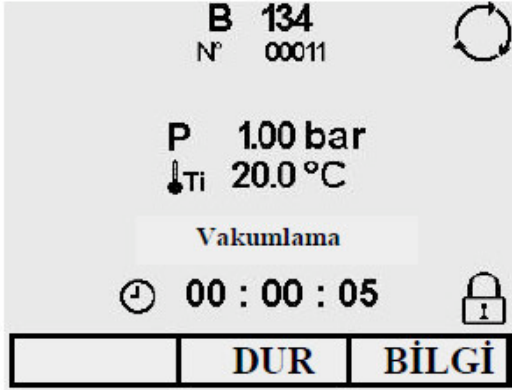 B 134
N° 00011
P 1.00 bar
Ti 20.0 °C
Vakumlama
00 : 00 : 05
DUR BİLGİ